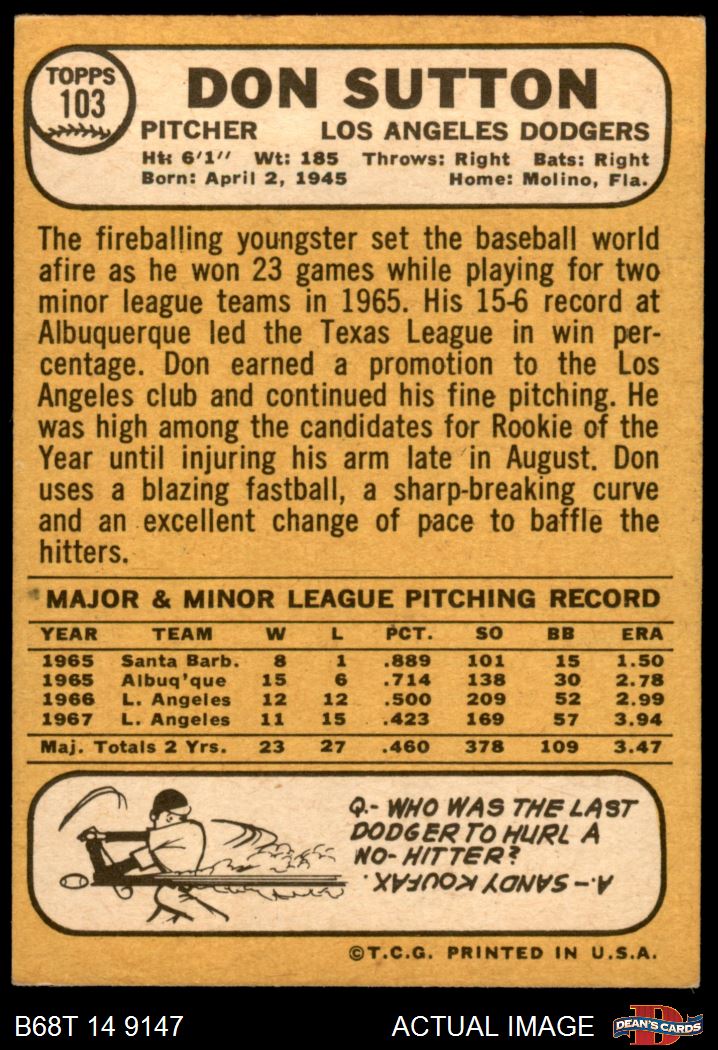 TOPPS
103
DON SUTTON
PITCHER LOS ANGELES DODGERS
Ht: 6'1" Wt: 185 Throws: Right Bats: Right
Born: April 2, 1945 Home: Molino, Fla.
The fireballing youngster set the baseball world
afire as he won 23 games while playing for two
minor league teams in 1965. His 15-6 record at
Albuquerque led the Texas League in win per-
centage. Don earned a promotion to the Los
Angeles club and continued his fine pitching. He
was high among the candidates for Rookie of the
Year until injuring his arm late in August. Don
uses a blazing fastball, a sharp-breaking curve
and an excellent change of pace to baffle the
hitters.
MAJOR & MINOR LEAGUE PITCHING RECORD
YEAR TEAM W L PCT. SO BB ERA
1965 Santa Barb. 8 1 .889 101 15 1.50
1965 Albuq'que 15 6 .714 138 30 2.78
1966 L. Angeles 12 12 .500 209 52 2.99
1967 L. Angeles 11 15 .423 169 57 3.94
Maj. Totals 2 Yrs. 23 27 .460 378 109 3.47
Q.- WHO WAS THE LAST
DODGER TO HURL A
NO-HITTER?
A.- SANDY KOUFAX.
©T.C.G. PRINTED IN U.S.A.
B68T 14 9147 ACTUAL IMAGE DEAN'S CARDS